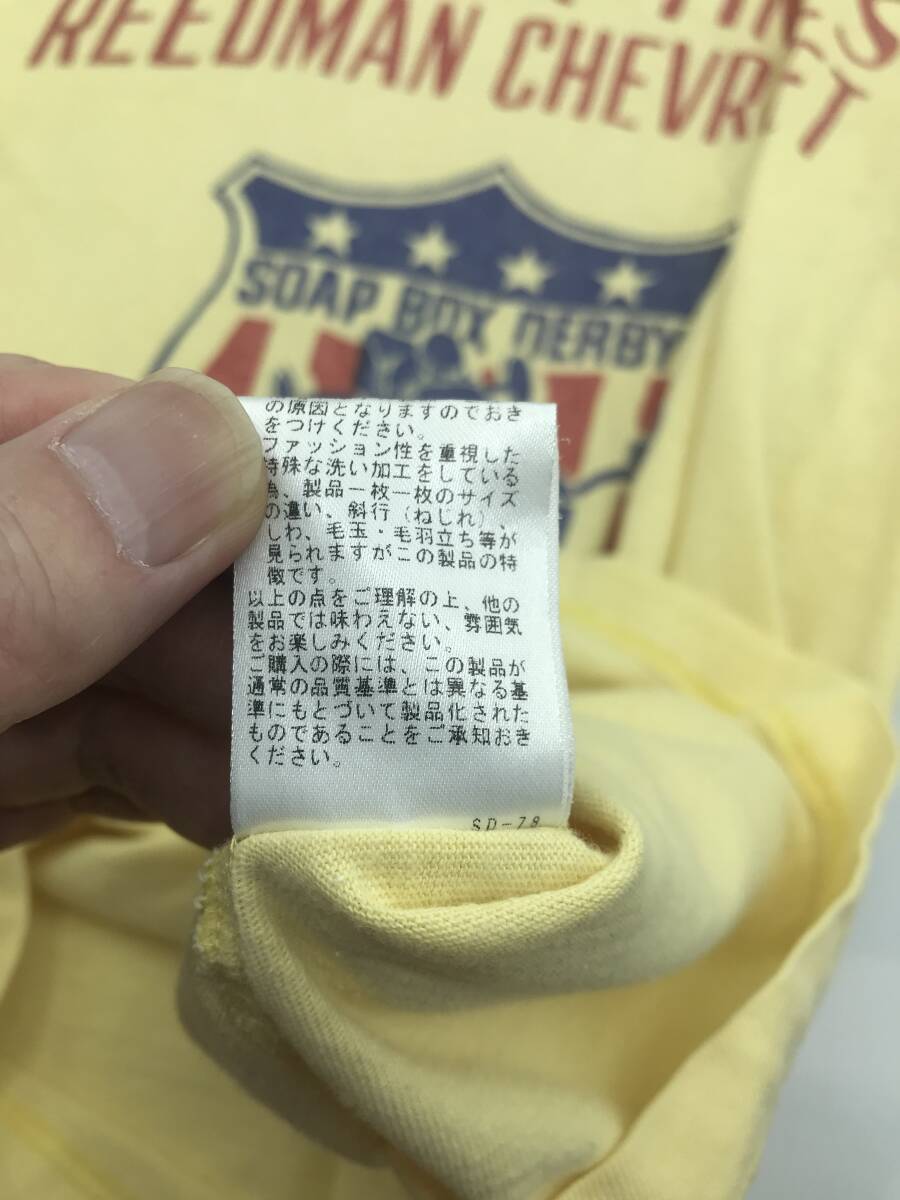 REEDMAN CHEVRET
SOAP BOX DERBY
の原因となりますのでおき
をつけください。
ファッション性を重視した
特殊な洗い加工をしている
為、製品一枚一枚のサイズ
の違い、斜行（ねじれ）、
しわ、毛玉・毛羽立ち等が
見られますがこの製品の特
徴です。
以上の点をご理解の上、他の
製品では味わえない、雰囲気
をお楽しみください。
ご購入の際には、この製品が
通常の品質基準とは異なる基
準にもとづいて製品化された
ものであることをご承知おき
ください。
SD-78